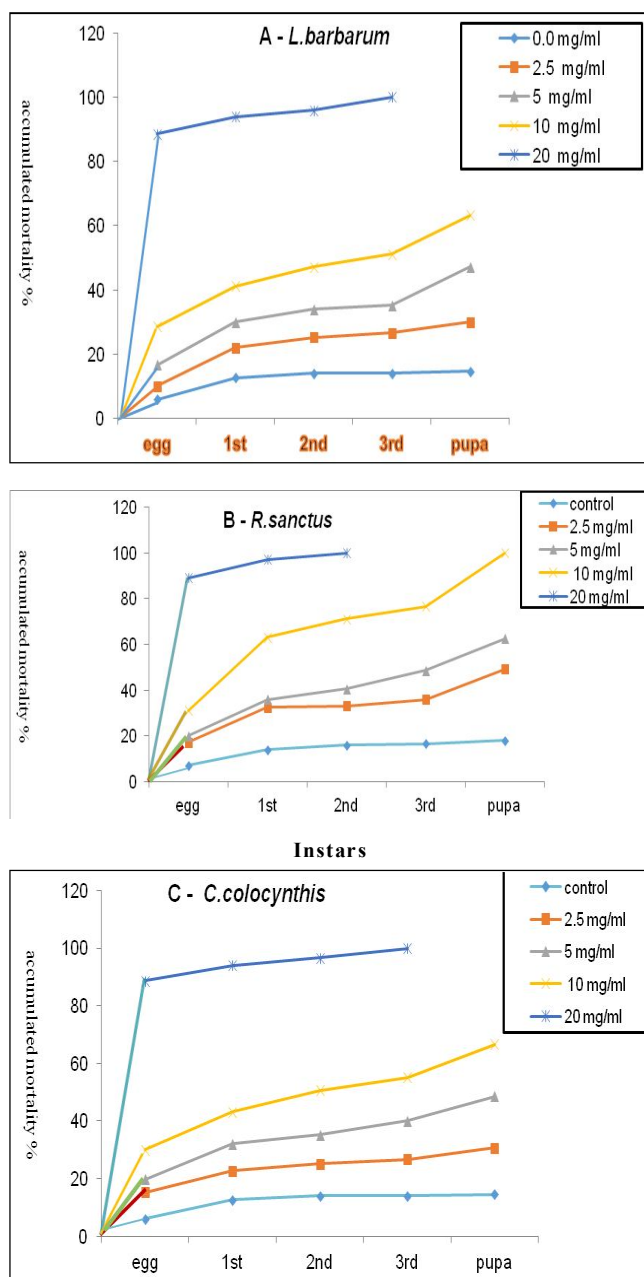 A - L.barbarum
0.0 mg/ml
2.5 mg/ml
5 mg/ml
10 mg/ml
20 mg/ml
accumulated mortality %
120
100
80
60
40
20
0
egg 1st 2nd 3rd pupa
B - R.sanctus
control
2.5 mg/ml
5 mg/ml
10 mg/ml
20 mg/ml
accumulated mortality %
120
100
80
60
40
20
0
egg 1st 2nd 3rd pupa
Instars
C - C.colocynthis
control
2.5 mg/ml
5 mg/ml
10 mg/ml
20 mg/ml
accumulated mortality %
120
100
80
60
40
20
0
egg 1st 2nd 3rd pupa